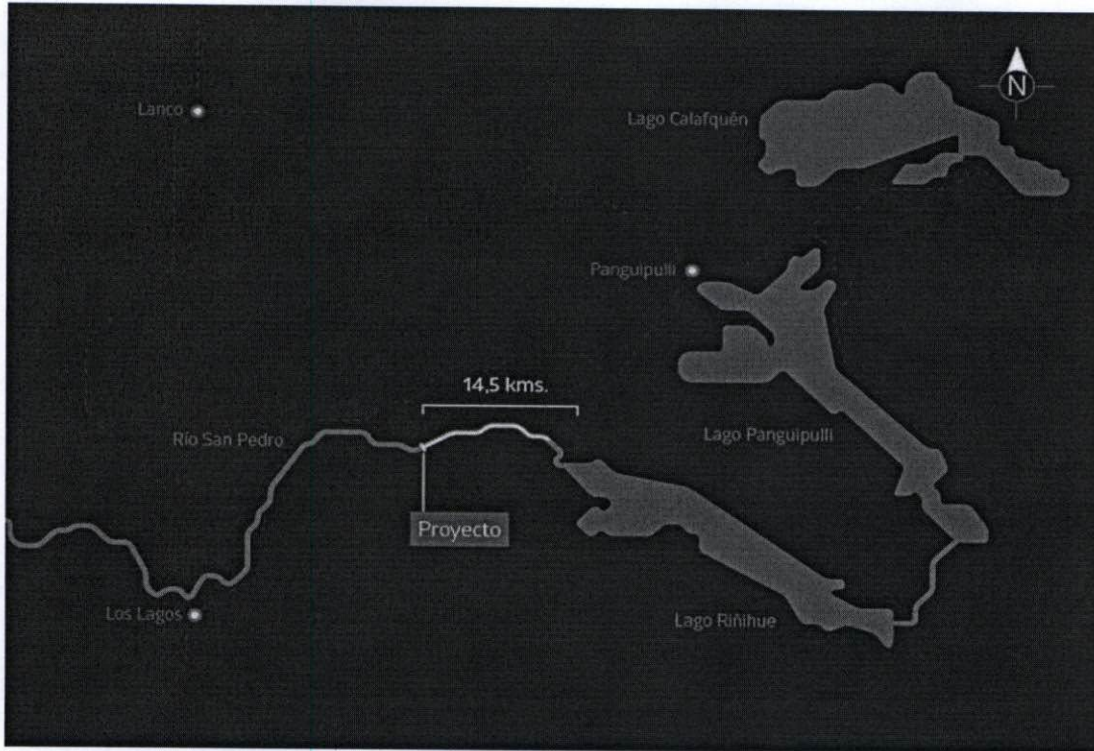 N
Lanco
Lago Calafquén
Panguipulli
14,5 kms.
Río San Pedro
Lago Panguipulli
Proyecto
Los Lagos
Lago Riñihue